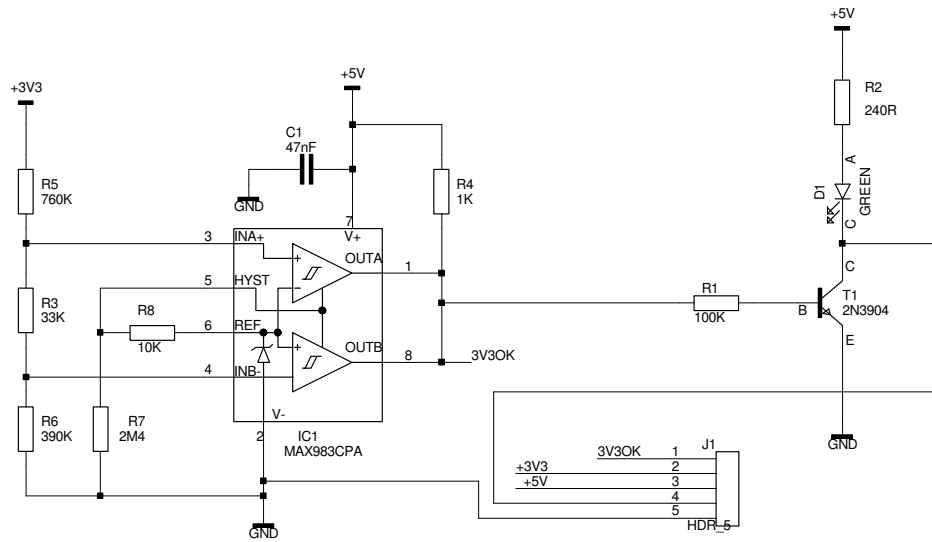 +5V
R2
240R
A
D1
GREEN
C
+3V3
+5V
C1
47nF
GND
R4
1K
R5
760K
7
V+
3
INA+
OUTA
1
C
5
HYST
R3
33K
R8
10K
6
REF
R1
100K
B
T1
2N3904
E
OUTB
8
3V3OK
4
INB-
R6
390K
R7
2M4
V-
2
IC1
MAX983CPA
GND
J1
3V3OK
1
+3V3
2
+5V
3
4
5
HDR_5
GND